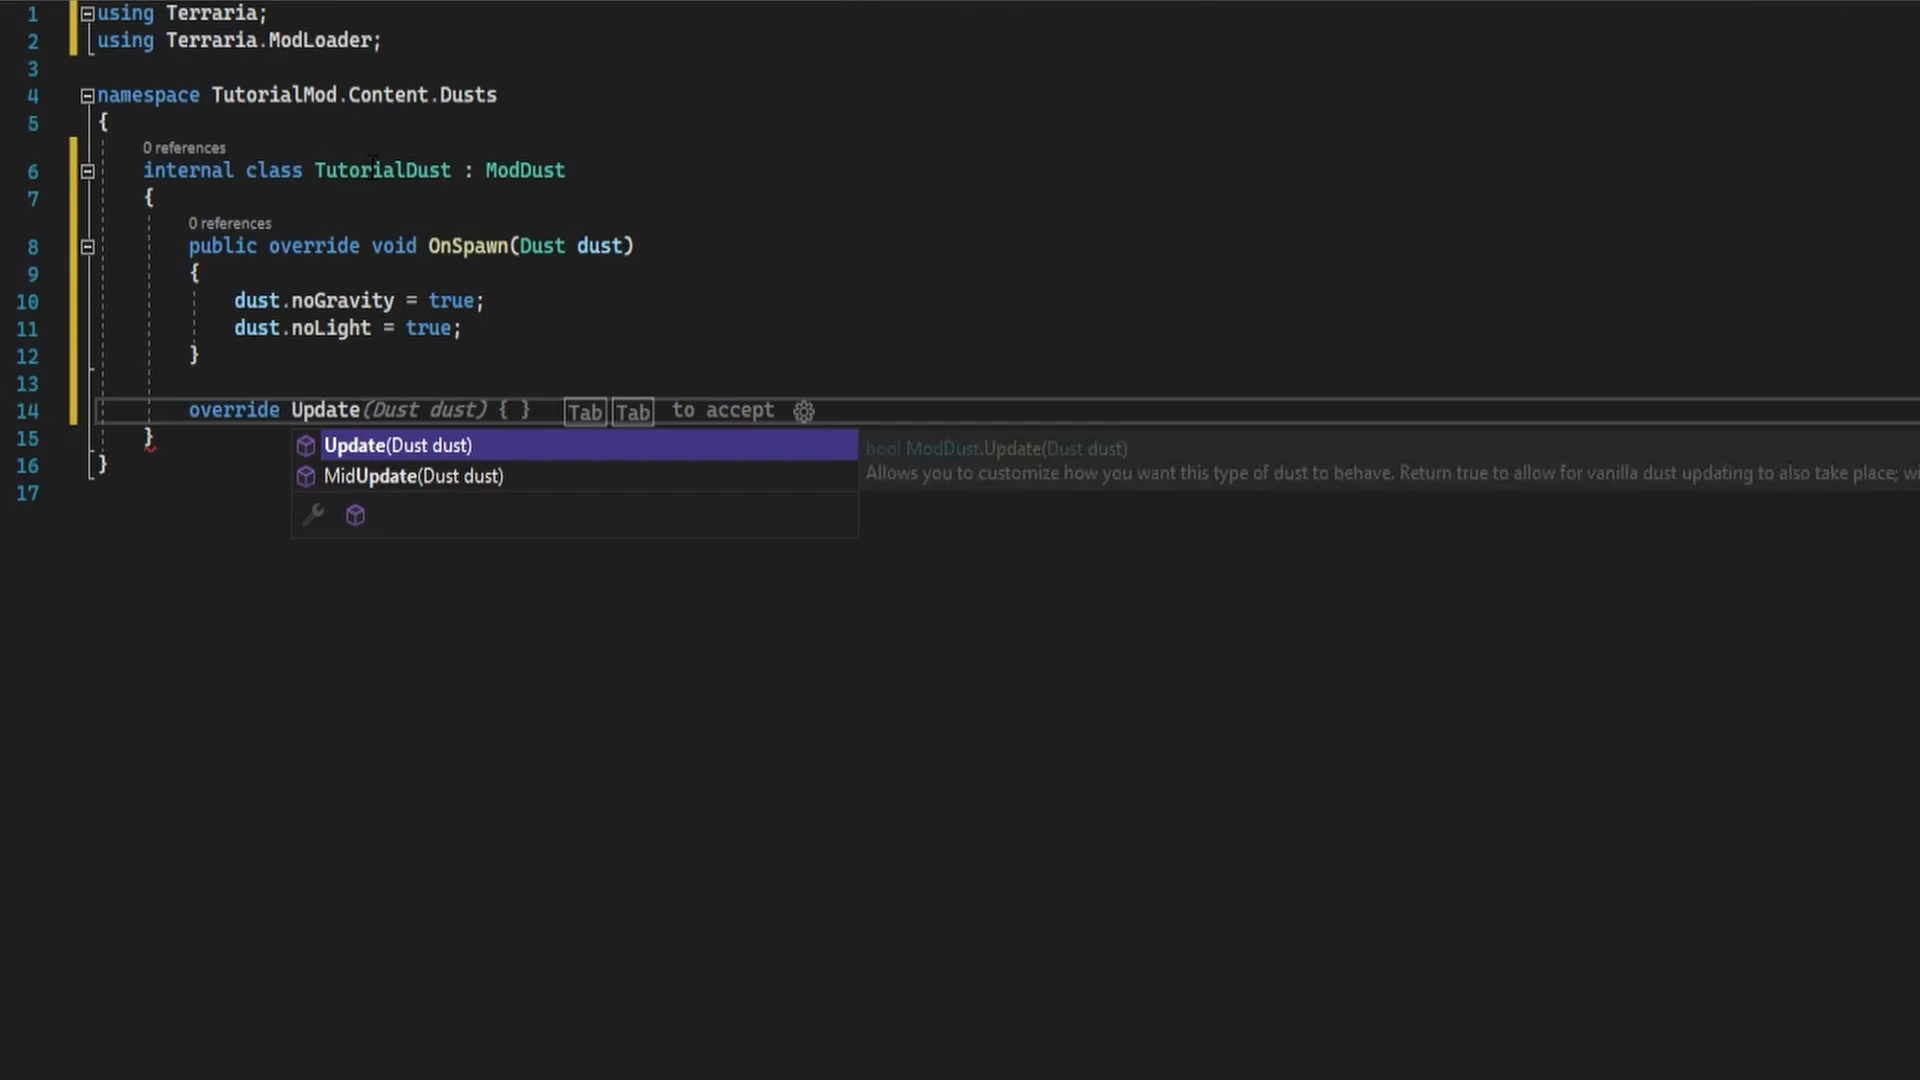 1 using Terraria;
2 using Terraria.ModLoader;
3
4 namespace TutorialMod.Content.Dusts
5 {
0 references
6 internal class TutorialDust : ModDust
7 {
0 references
8 public override void OnSpawn(Dust dust)
9 {
10 dust.noGravity = true;
11 dust.noLight = true;
12 }
13
14 override Update(Dust dust) { } Tab Tab to accept
15 }
16 }
17
Update(Dust dust)
MidUpdate(Dust dust)
bool ModDust.Update(Dust dust)
Allows you to customize how you want this type of dust to behave. Return true to allow for vanilla dust updating to also take place;